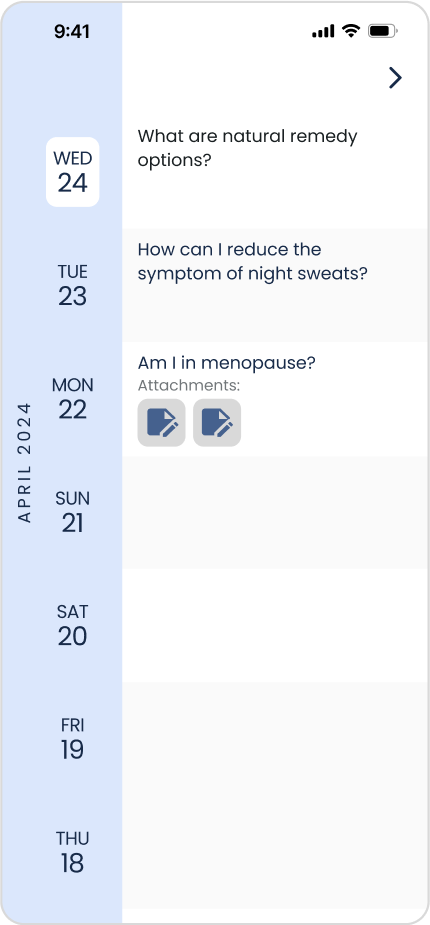 9:41
APRIL 2024
WED
24
What are natural remedy
options?
TUE
23
How can I reduce the
symptom of night sweats?
MON
22
Am I in menopause?
Attachments:
SUN
21
SAT
20
FRI
19
THU
18